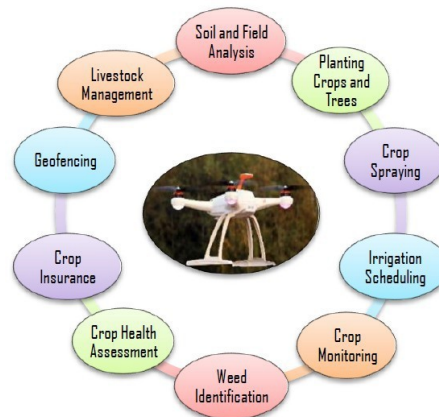 Soil and Field
Analysis
Planting
Crops and
Trees
Crop
Spraying
Irrigation
Scheduling
Crop
Monitoring
Weed
Identification
Crop Health
Assessment
Crop
Insurance
Geofencing
Livestock
Management